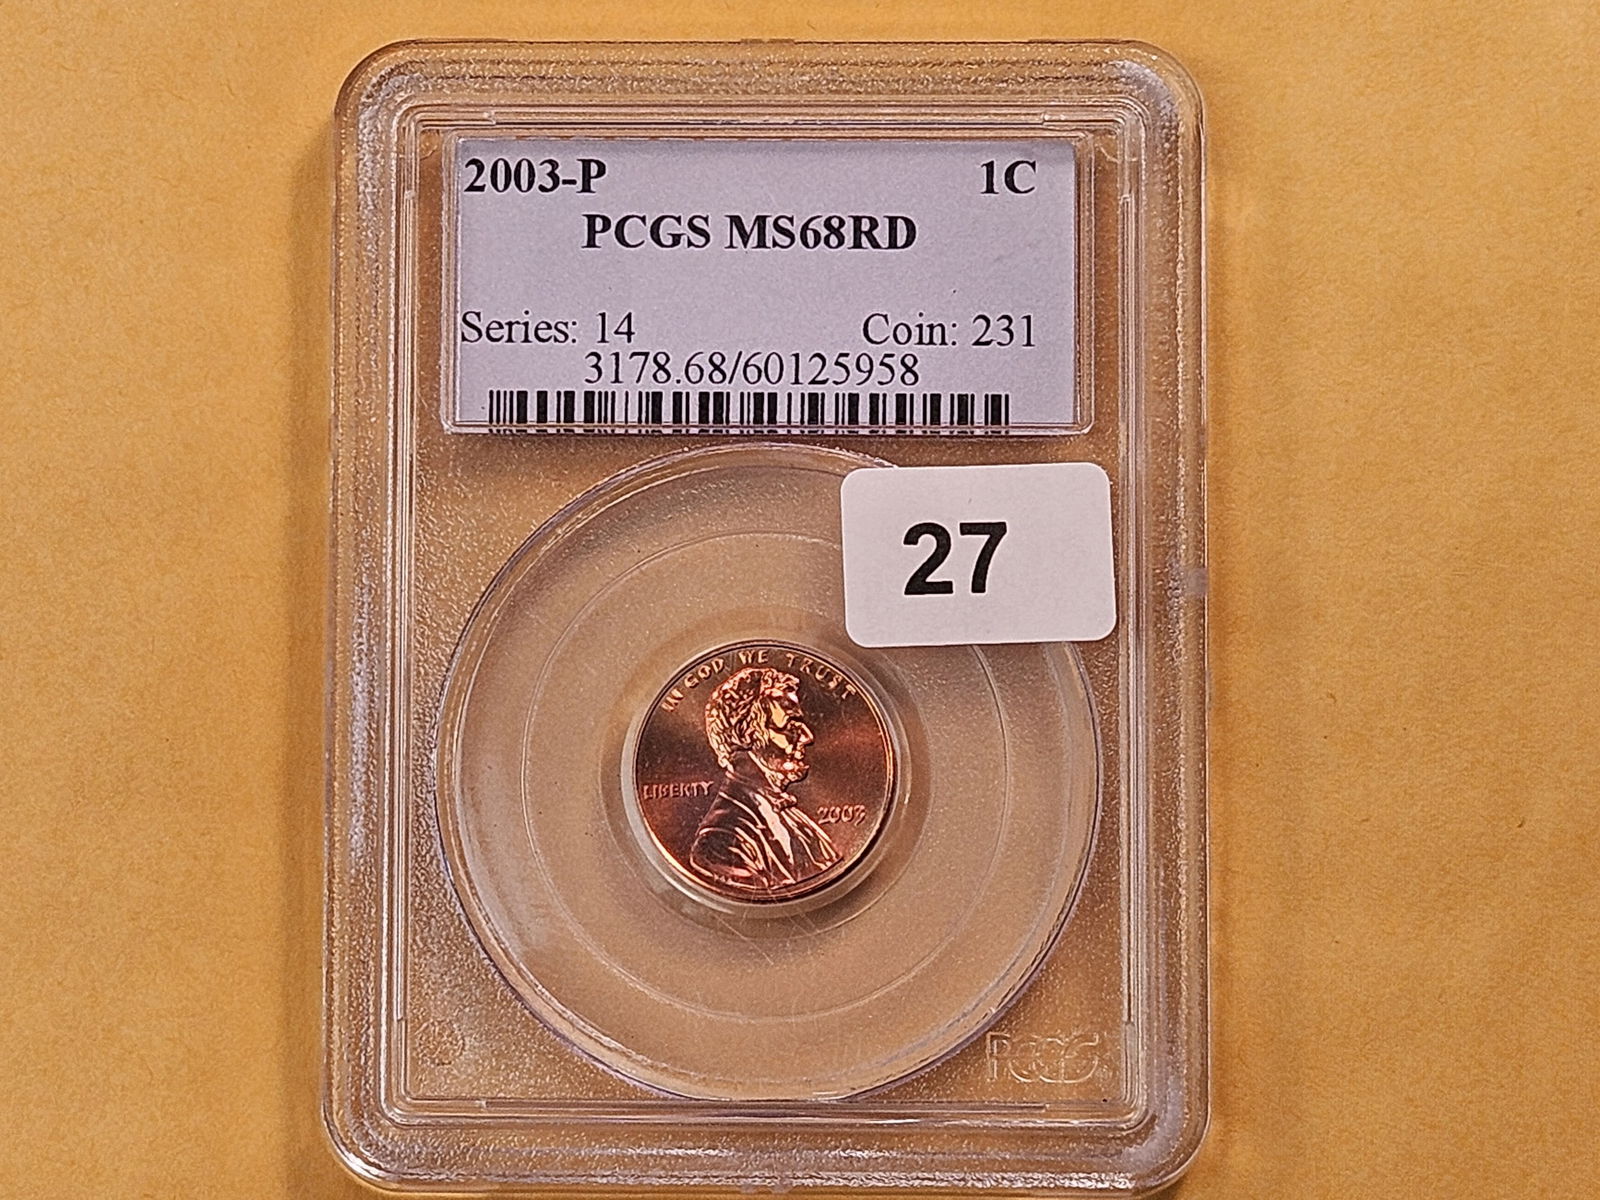 2003-P 1C
PCGS MS68RD
Series: 14 Coin: 231
3178.68/60125958
27
IN GOD WE TRUST
LIBERTY
2003
PCGS